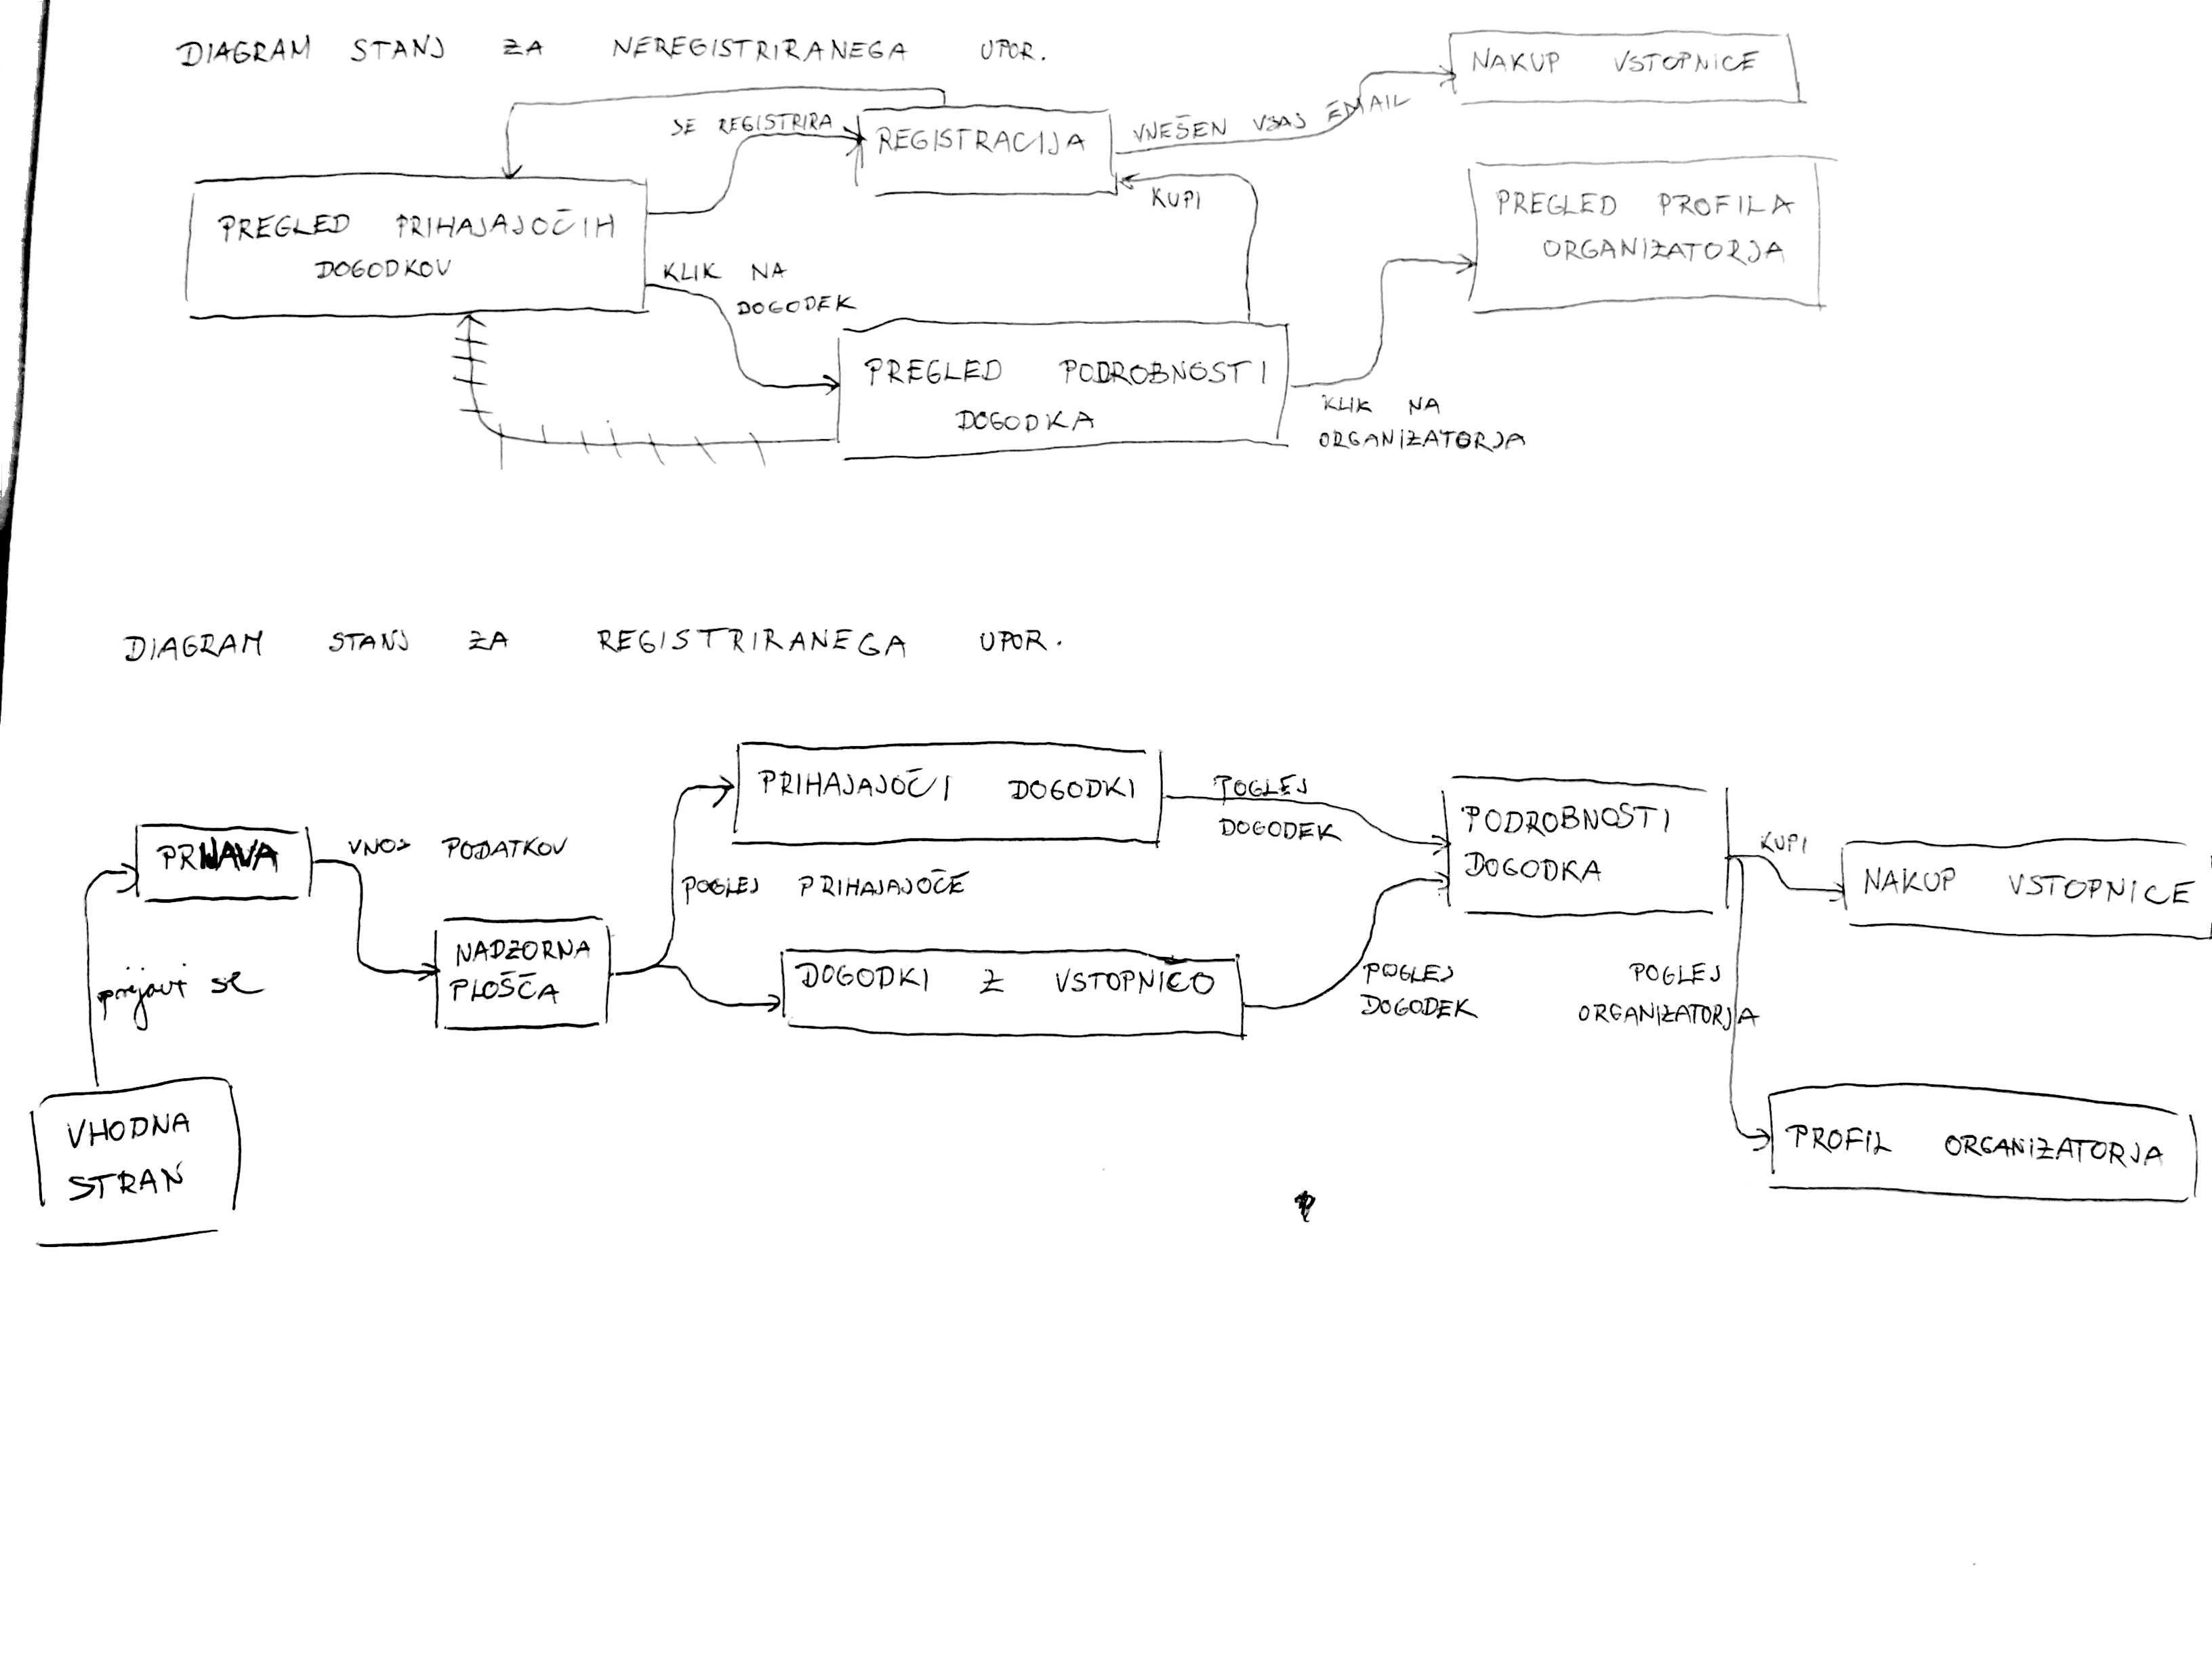 DIAGRAM STANJ ZA NEREGISTRIRANEGA UPOR.
NAKUP VSTOPNICE
SE REGISTRIRA
REGISTRACIJA
VNEŠEN VSAJ EMAIL
KUPI
PREGLED PROFILA
ORGANIZATORJA
PREGLED PRIHAJAJOČIH
DOGODKOV
KLIK NA
DOGODEK
PREGLED PODROBNOSTI
DOGODKA
KLIK NA
ORGANIZATORJA
DIAGRAM STANJ ZA REGISTRIRANEGA UPOR.
PRIHAJAJOČI DOGODKI
POGLEJ
DOGODEK
PODROBNOSTI
DOGODKA
PRIJAVA
VNOS PODATKOV
KUPI
NAKUP VSTOPNICE
POGLEJ PRIHAJAJOČE
NADZORNA
PLOŠČA
DOGODKI Z VSTOPNICO
POGLEJ
DOGODEK
POGLEJ
ORGANIZATORJA
prijavi se
VHODNA
STRAN
PROFIL ORGANIZATORJA